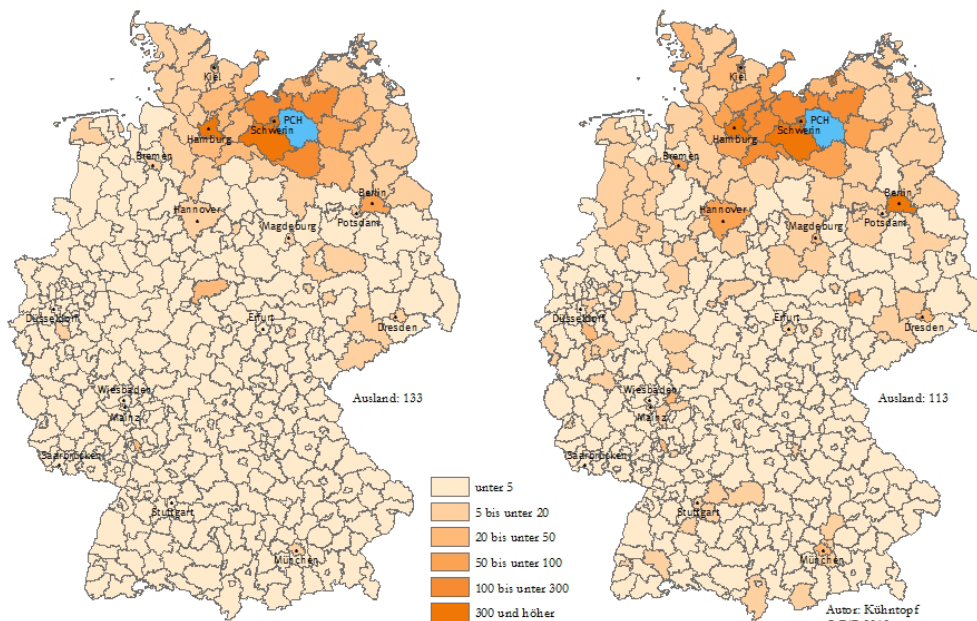 Kiel
PCH
Schwerin
Hamburg
Bremen
Berlin
Hannover
Potsdam
Magdeburg
Düsseldorf
Erfurt
Dresden
Wiesbaden
Mainz
Ausland: 133
Saarbrücken
Stuttgart
München
Kiel
PCH
Schwerin
Hamburg
Bremen
Berlin
Hannover
Potsdam
Magdeburg
Düsseldorf
Erfurt
Dresden
Wiesbaden
Mainz
Ausland: 113
Saarbrücken
Stuttgart
München
unter 5
5 bis unter 20
20 bis unter 50
50 bis unter 100
100 bis unter 300
300 und höher
Autor: Kühntopf